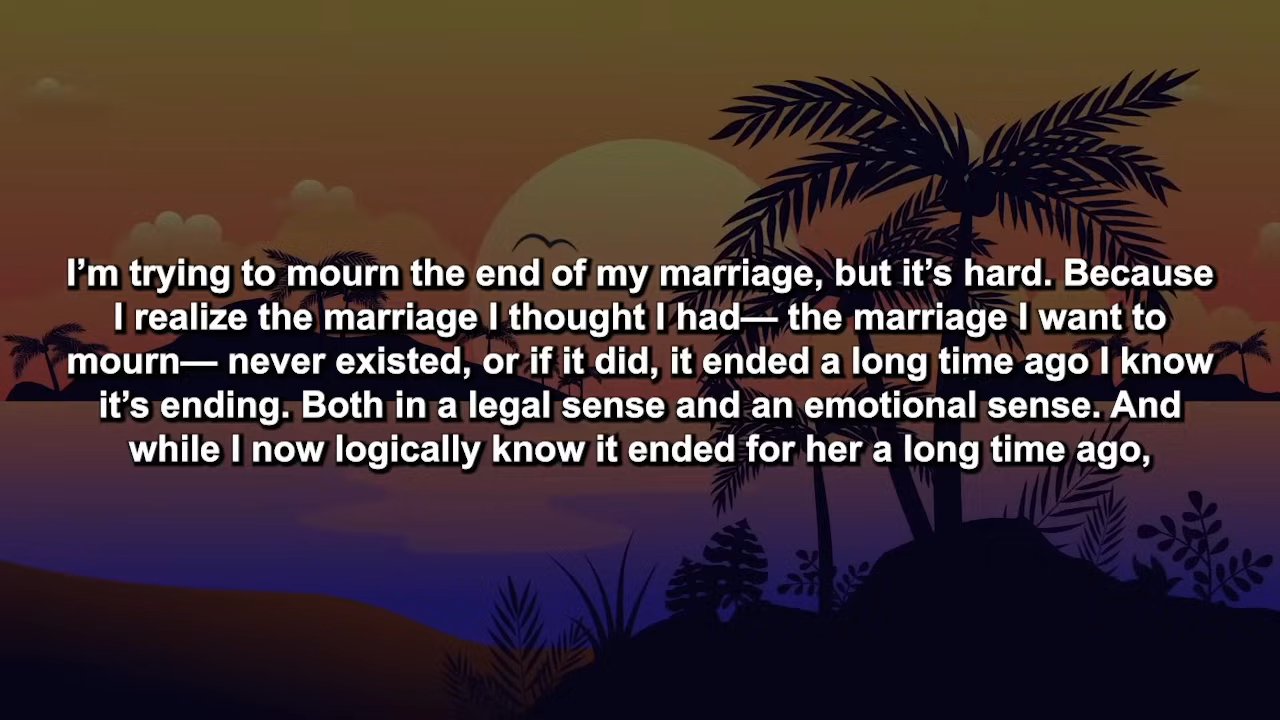 I’m trying to mourn the end of my marriage, but it’s hard. Because
I realize the marriage I thought I had— the marriage I want to
mourn— never existed, or if it did, it ended a long time ago I know
it’s ending. Both in a legal sense and an emotional sense. And
while I now logically know it ended for her a long time ago,